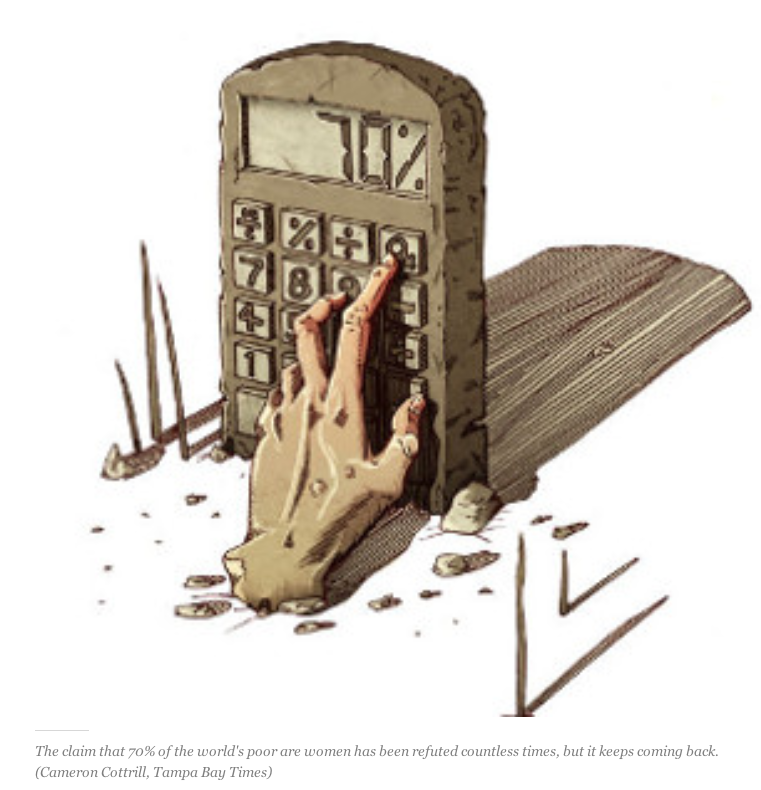 70%
% ÷
7 8 9
4
1
The claim that 70% of the world's poor are women has been refuted countless times, but it keeps coming back.
(Cameron Cottrill, Tampa Bay Times)